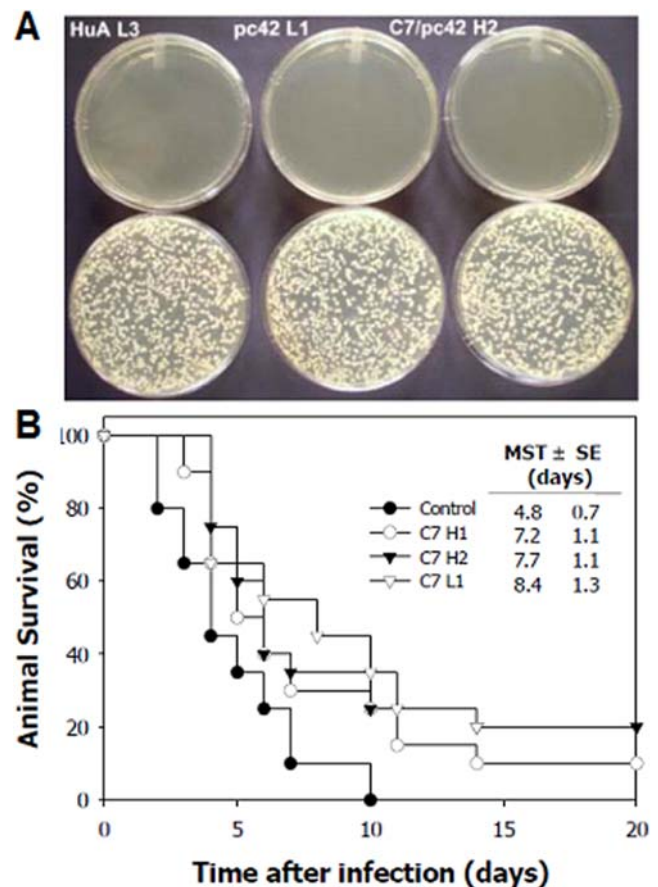 A
HuA L3 pc42 L1 C7/pc42 H2
B
Animal Survival (%)
100
80
60
40
20
0
MST ± SE
(days)
Control 4.8 0.7
C7 H1 7.2 1.1
C7 H2 7.7 1.1
C7 L1 8.4 1.3
0 5 10 15 20
Time after infection (days)